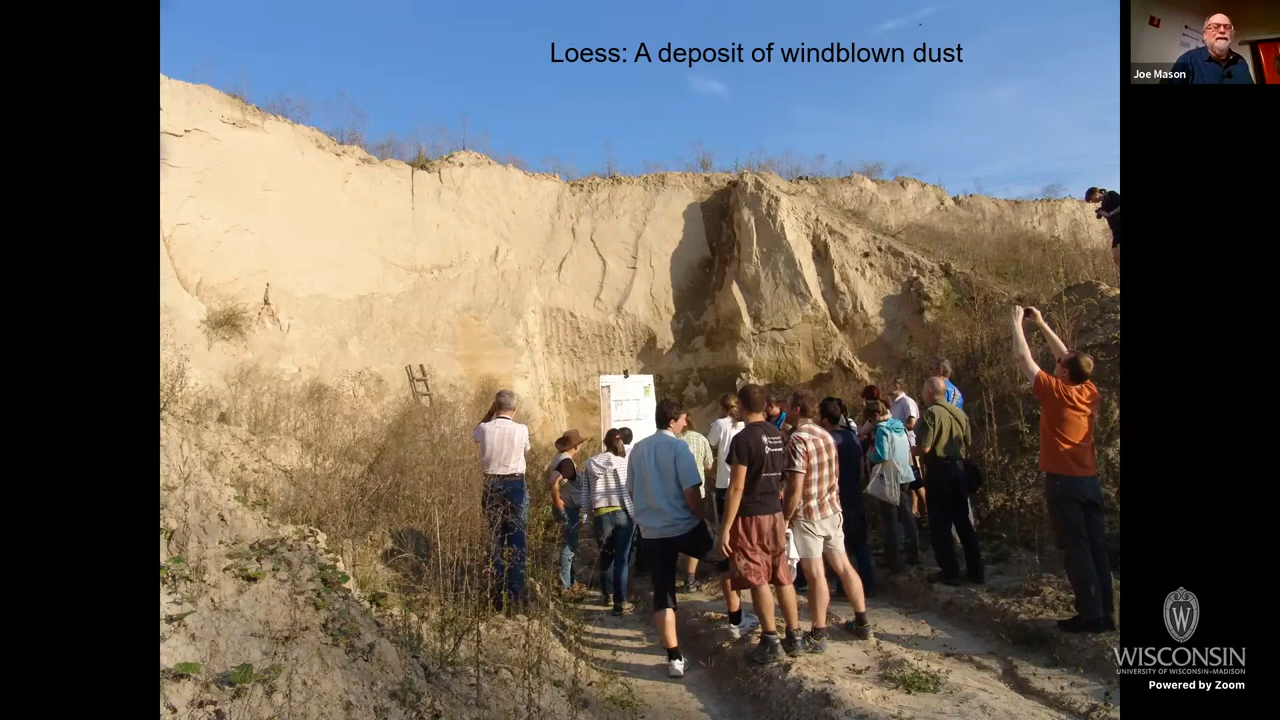 Loess: A deposit of windblown dust
Joe Mason
W
WISCONSIN
UNIVERSITY OF WISCONSIN–MADISON
Powered by Zoom